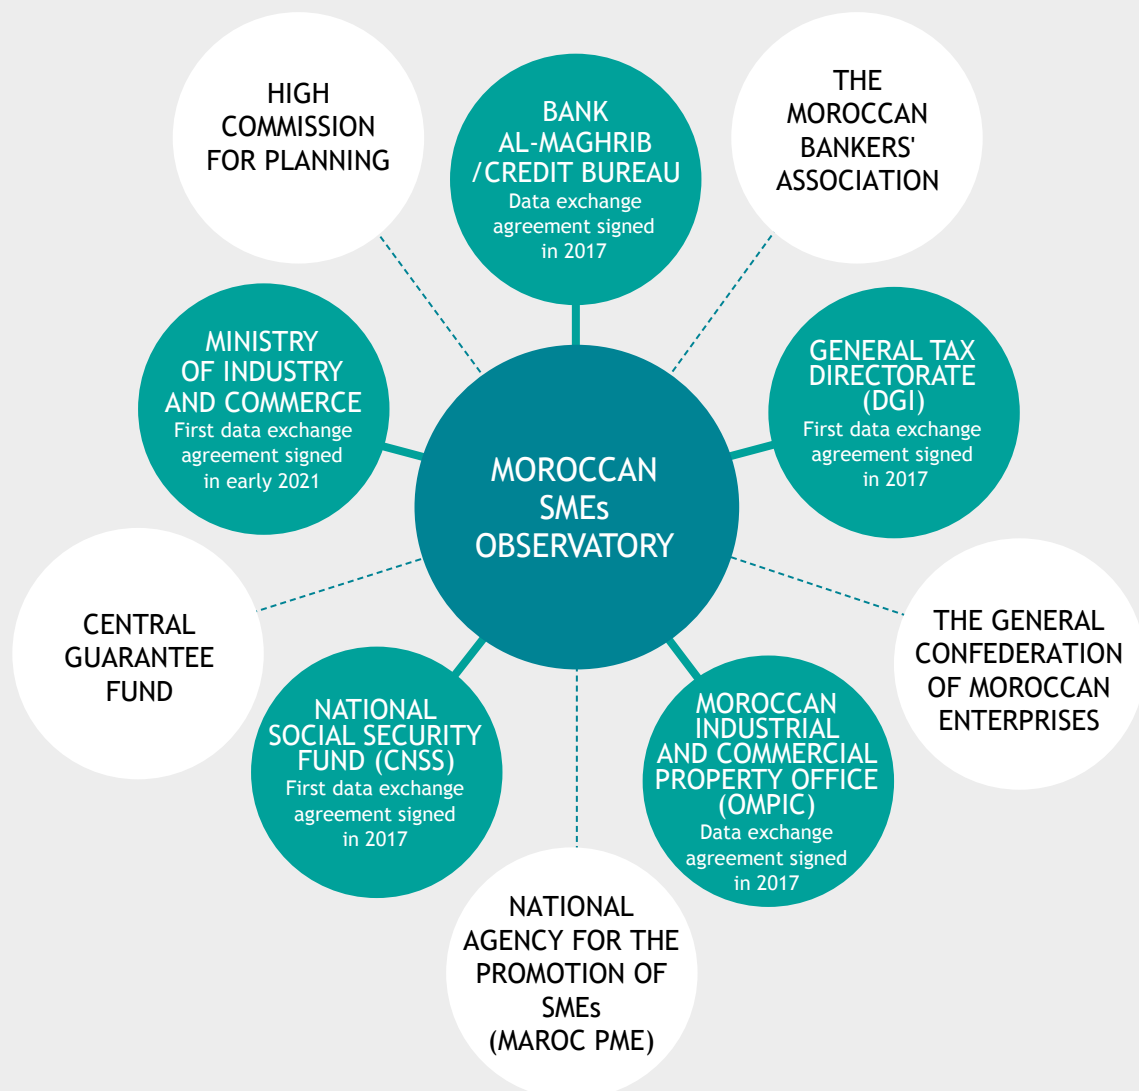 HIGH
COMMISSION
FOR PLANNING
BANK
AL-MAGHRIB
/CREDIT BUREAU
Data exchange
agreement signed
in 2017
THE
MOROCCAN
BANKERS'
ASSOCIATION
MINISTRY
OF INDUSTRY
AND COMMERCE
First data exchange
agreement signed
in early 2021
GENERAL TAX
DIRECTORATE
(DGI)
First data exchange
agreement signed
in 2017
MOROCCAN
SMEs
OBSERVATORY
CENTRAL
GUARANTEE
FUND
THE GENERAL
CONFEDERATION
OF MOROCCAN
ENTERPRISES
NATIONAL
SOCIAL SECURITY
FUND (CNSS)
First data exchange
agreement signed
in 2017
MOROCCAN
INDUSTRIAL
AND COMMERCIAL
PROPERTY OFFICE
(OMPIC)
Data exchange
agreement signed
in 2017
NATIONAL
AGENCY FOR THE
PROMOTION OF
SMEs
(MAROC PME)